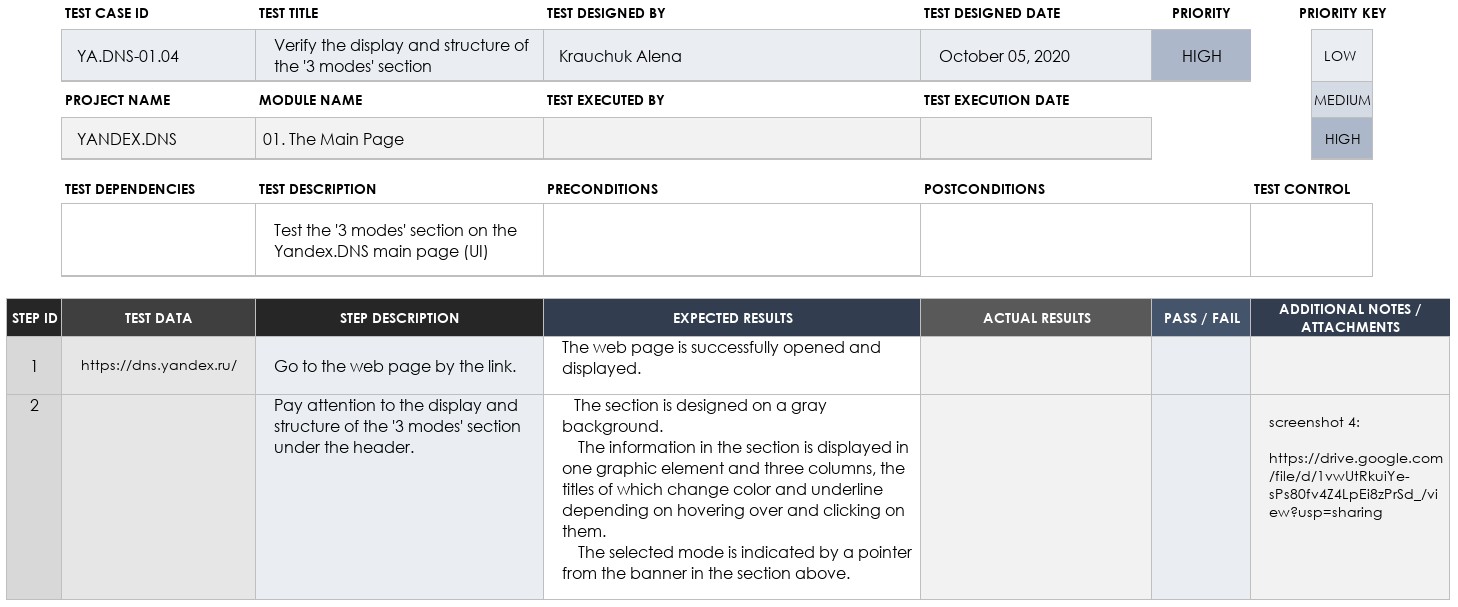 TEST CASE ID TEST TITLE TEST DESIGNED BY TEST DESIGNED DATE PRIORITY PRIORITY KEY
YA.DNS-01.04
Verify the display and structure of
the '3 modes' section
Krauchuk Alena
October 05, 2020
HIGH
LOW
PROJECT NAME MODULE NAME TEST EXECUTED BY TEST EXECUTION DATE
MEDIUM
YANDEX.DNS 01. The Main Page
HIGH
TEST DEPENDENCIES TEST DESCRIPTION PRECONDITIONS POSTCONDITIONS TEST CONTROL
Test the '3 modes' section on the
Yandex.DNS main page (UI)
STEP ID TEST DATA STEP DESCRIPTION EXPECTED RESULTS ACTUAL RESULTS PASS / FAIL ADDITIONAL NOTES /
ATTACHMENTS
1
https://dns.yandex.ru/
Go to the web page by the link.
The web page is successfully opened and
displayed.
2
Pay attention to the display and
structure of the '3 modes' section
under the header.
The section is designed on a gray
background.
The information in the section is displayed in
one graphic element and three columns, the
titles of which change color and underline
depending on hovering over and clicking on
them.
The selected mode is indicated by a pointer
from the banner in the section above.
screenshot 4:
https://drive.google.com
/file/d/1vwUtRkuiYe-
sPs80fv4Z4LpEi8zPrSd_/vi
ew?usp=sharing